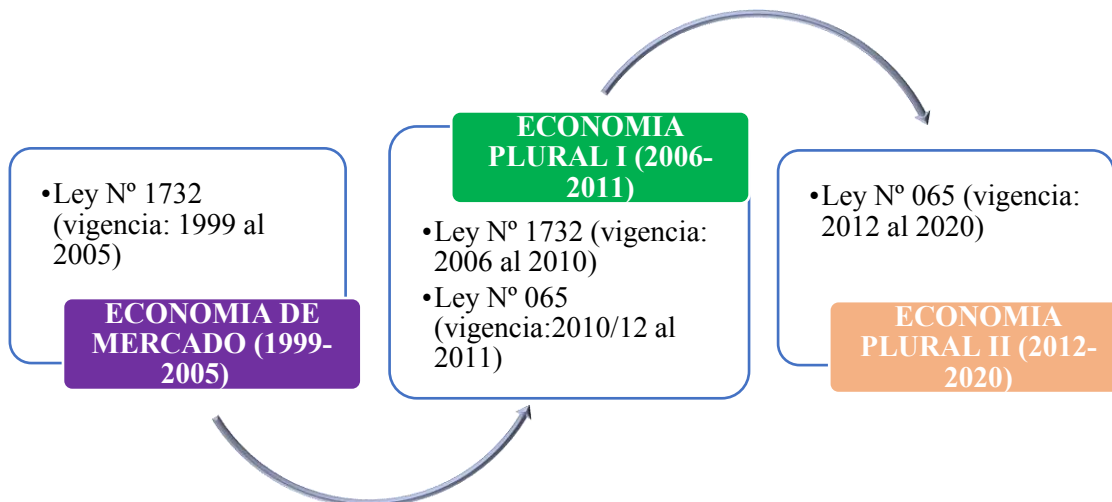 •Ley Nº 1732
(vigencia: 1999 al
2005)
ECONOMIA DE
MERCADO (1999-
2005)
ECONOMIA
PLURAL I (2006-
2011)
•Ley Nº 1732 (vigencia:
2006 al 2010)
•Ley Nº 065
(vigencia:2010/12 al
2011)
•Ley Nº 065 (vigencia:
2012 al 2020)
ECONOMIA
PLURAL II (2012-
2020)